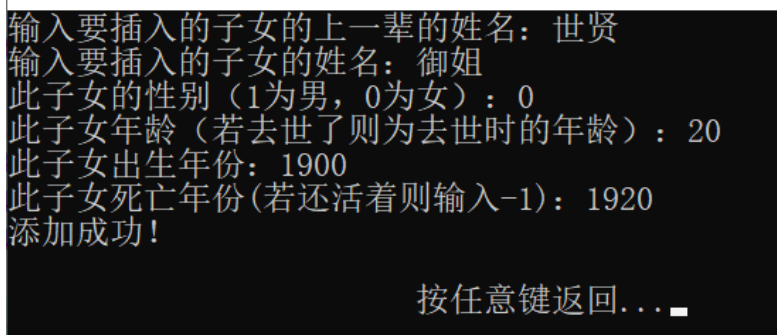 输入要插入的子女的上一辈的姓名：世贤
输入要插入的子女的姓名：御姐
此子女的性别（1为男，0为女）：0
此子女年龄（若去世了则为去世时的年龄）：20
此子女出生年份：1900
此子女死亡年份(若还活着则输入-1)：1920
添加成功!
按任意键返回...